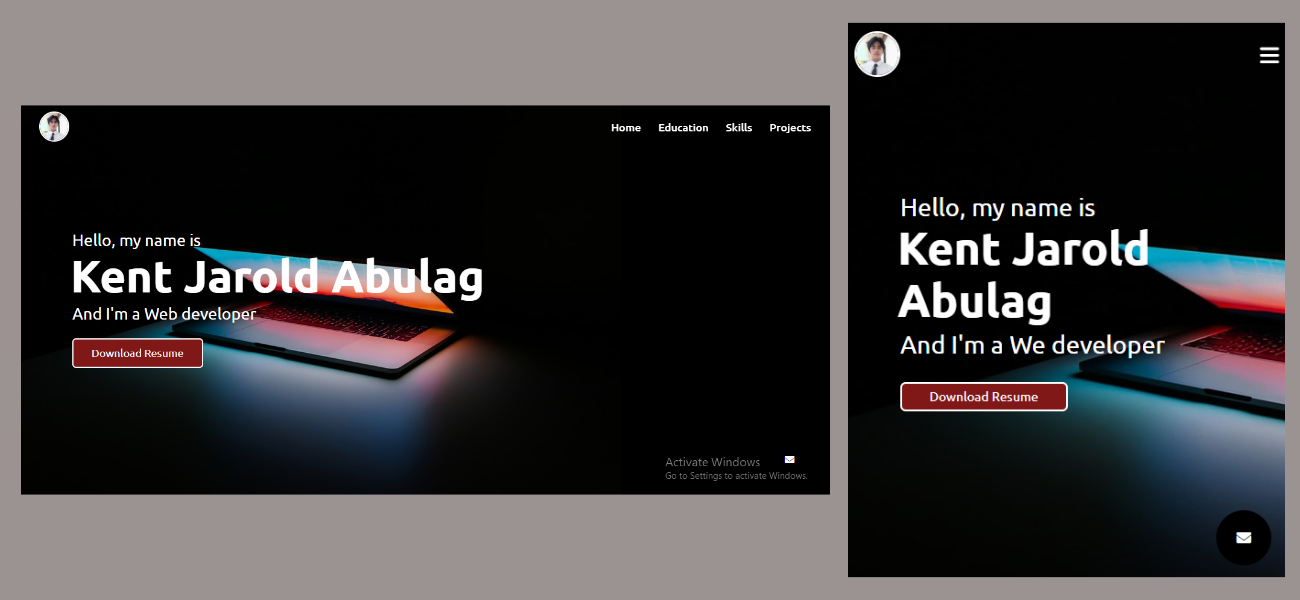 Home Education Skills Projects
Hello, my name is
Kent Jarold Abulag
And I'm a Web developer
Download Resume
Activate Windows
Go to Settings to activate Windows.
Hello, my name is
Kent Jarold
Abulag
And I'm a We developer
Download Resume